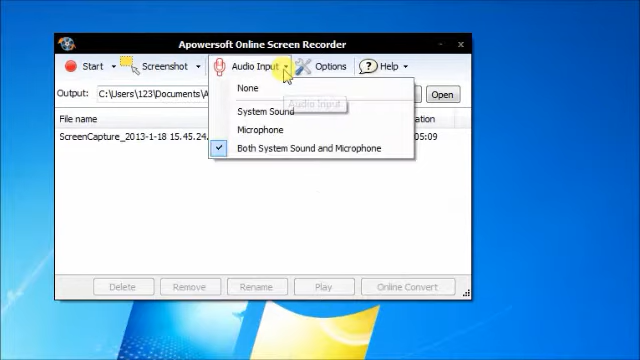 Apowersoft Online Screen Recorder
Start Screenshot Audio Input Options Help
Output: C:\Users\123\Documents\A Open
None
Audio Input
System Sound
Microphone
Both System Sound and Microphone
File name ation
ScreenCapture_2013-1-18 15.45.24. 05:09
Delete Remove Rename Play Online Convert